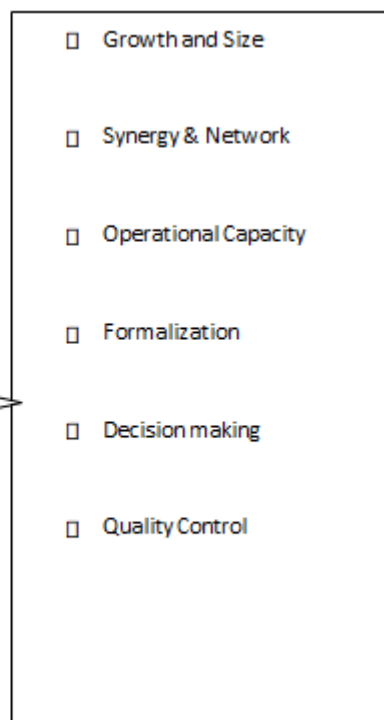 Growth and Size
Synergy & Network
Operational Capacity
Formalization
Decision making
Quality Control